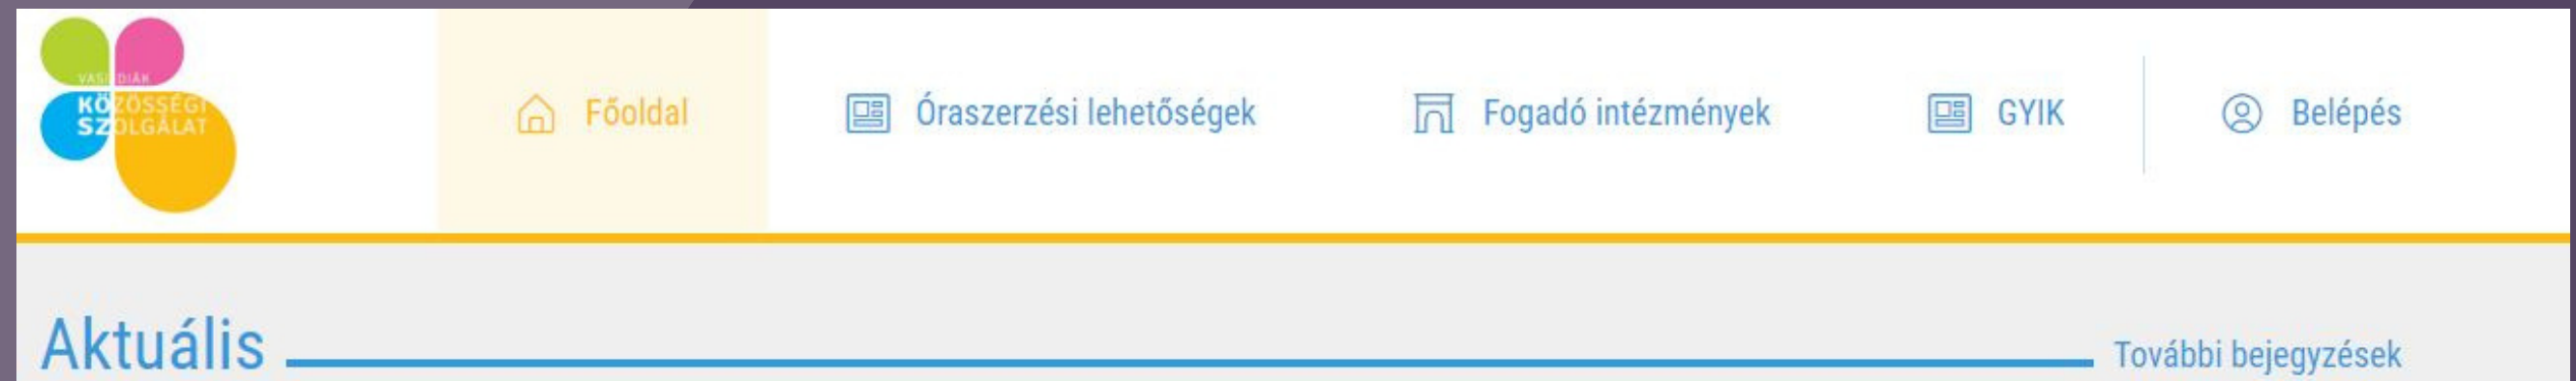 VASI DIÁK
KÖZÖSSÉGI
SZOLGÁLAT
Főoldal
Óraszerzési lehetőségek
Fogadó intézmények
GYIK
Belépés
Aktuális
További bejegyzések